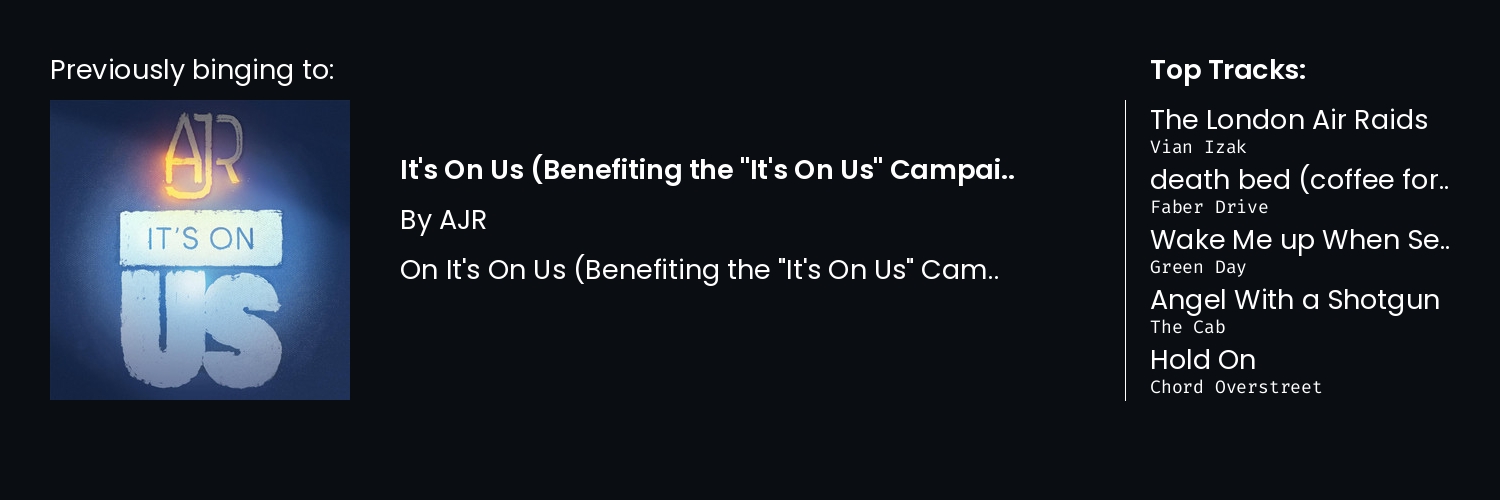 Previously binging to:
AJR
IT'S ON
US
It's On Us (Benefiting the "It's On Us" Campai..
By AJR
On It's On Us (Benefiting the "It's On Us" Cam..
Top Tracks:
The London Air Raids
Vian Izak
death bed (coffee for..
Faber Drive
Wake Me up When Se..
Green Day
Angel With a Shotgun
The Cab
Hold On
Chord Overstreet